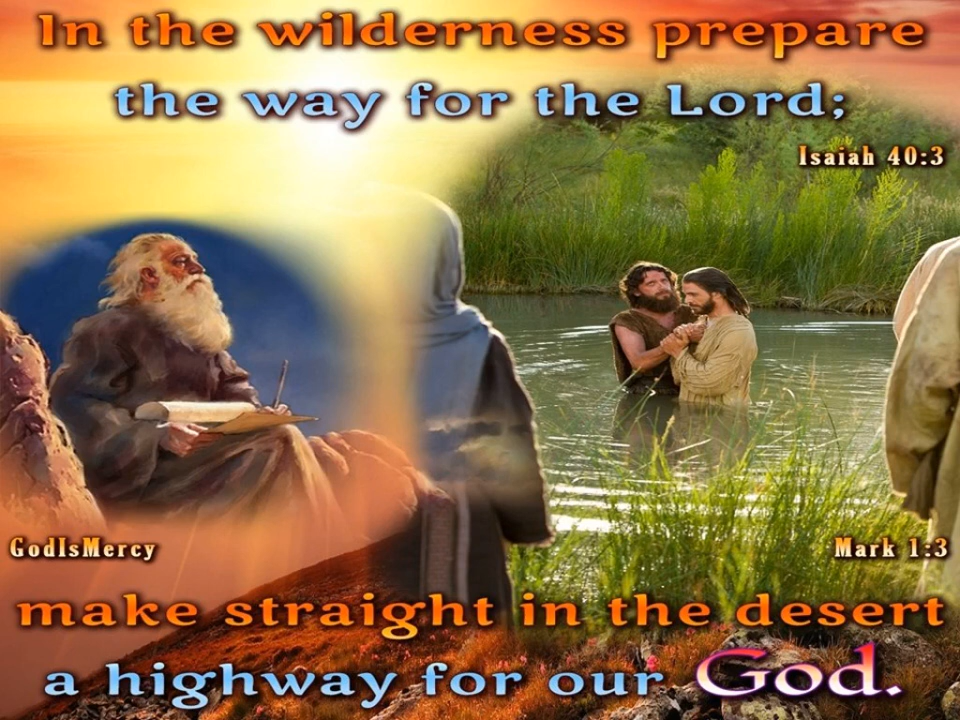 In the wilderness prepare
the way for the Lord;
Isaiah 40:3
GodIsMercy
Mark 1:3
make straight in the desert
a highway for our God.